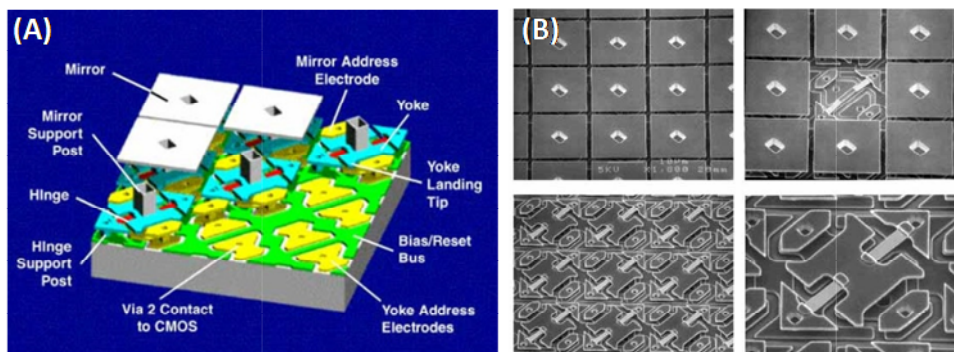 (A)
Mirror
Mirror Address
Electrode
Yoke
Mirror
Support
Post
HInge
HInge
Support
Post
Yoke
Landing
Tip
Bias/Reset
Bus
Via 2 Contact
to CMOS
Yoke Address
Electrodes
(B)
5KV